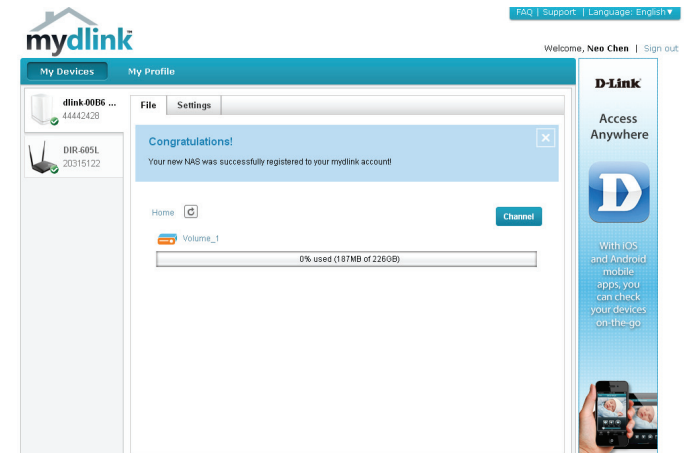 FAQ | Support | Language: English▼
mydlink™
Welcome, Neo Chen | Sign out
My Devices
My Profile
dlink-00B6 ...
44442428
DIR-605L
20315122
File
Settings
Congratulations!
Your new NAS was successfully registered to your mydlink account!
Home
Channel
Volume_1
0% used (187MB of 226GB)
D-Link
Access
Anywhere
D
With iOS
and Android
mobile
apps, you
can check
your devices
on-the-go